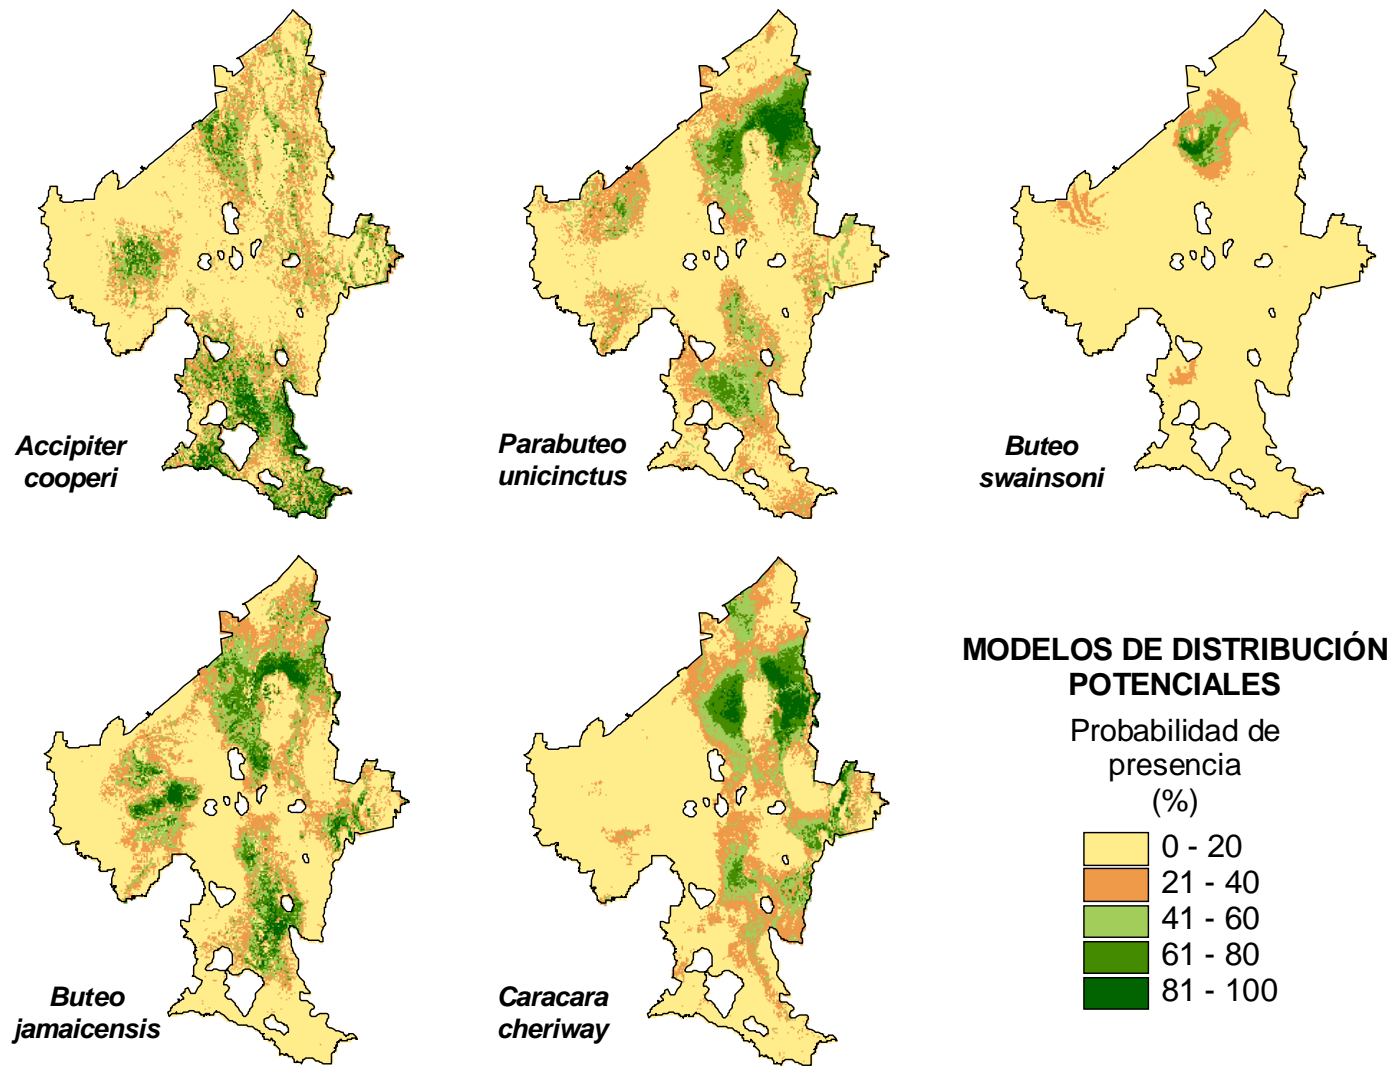 Accipiter
cooperi
Parabuteo
unicinctus
Buteo
swainsoni
Buteo
jamaicensis
Caracara
cheriway
MODELOS DE DISTRIBUCIÓN
POTENCIALES
Probabilidad de
presencia
(%)
0 - 20
21 - 40
41 - 60
61 - 80
81 - 100